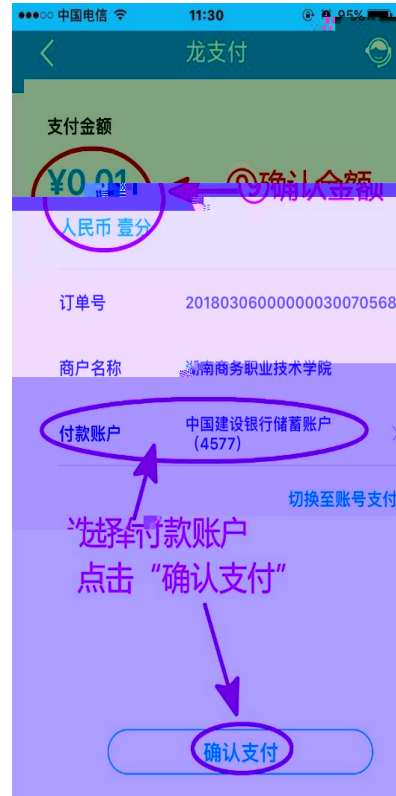 中国电信 11:30 95%
龙支付
支付金额
¥0.01
⑨确认金额
人民币 壹分
订单号 20180306000000030070568
商户名称 湖南商务职业技术学院
付款账户 中国建设银行储蓄账户
(4577)
切换至账号支付
选择付款账户
点击“确认支付”
确认支付